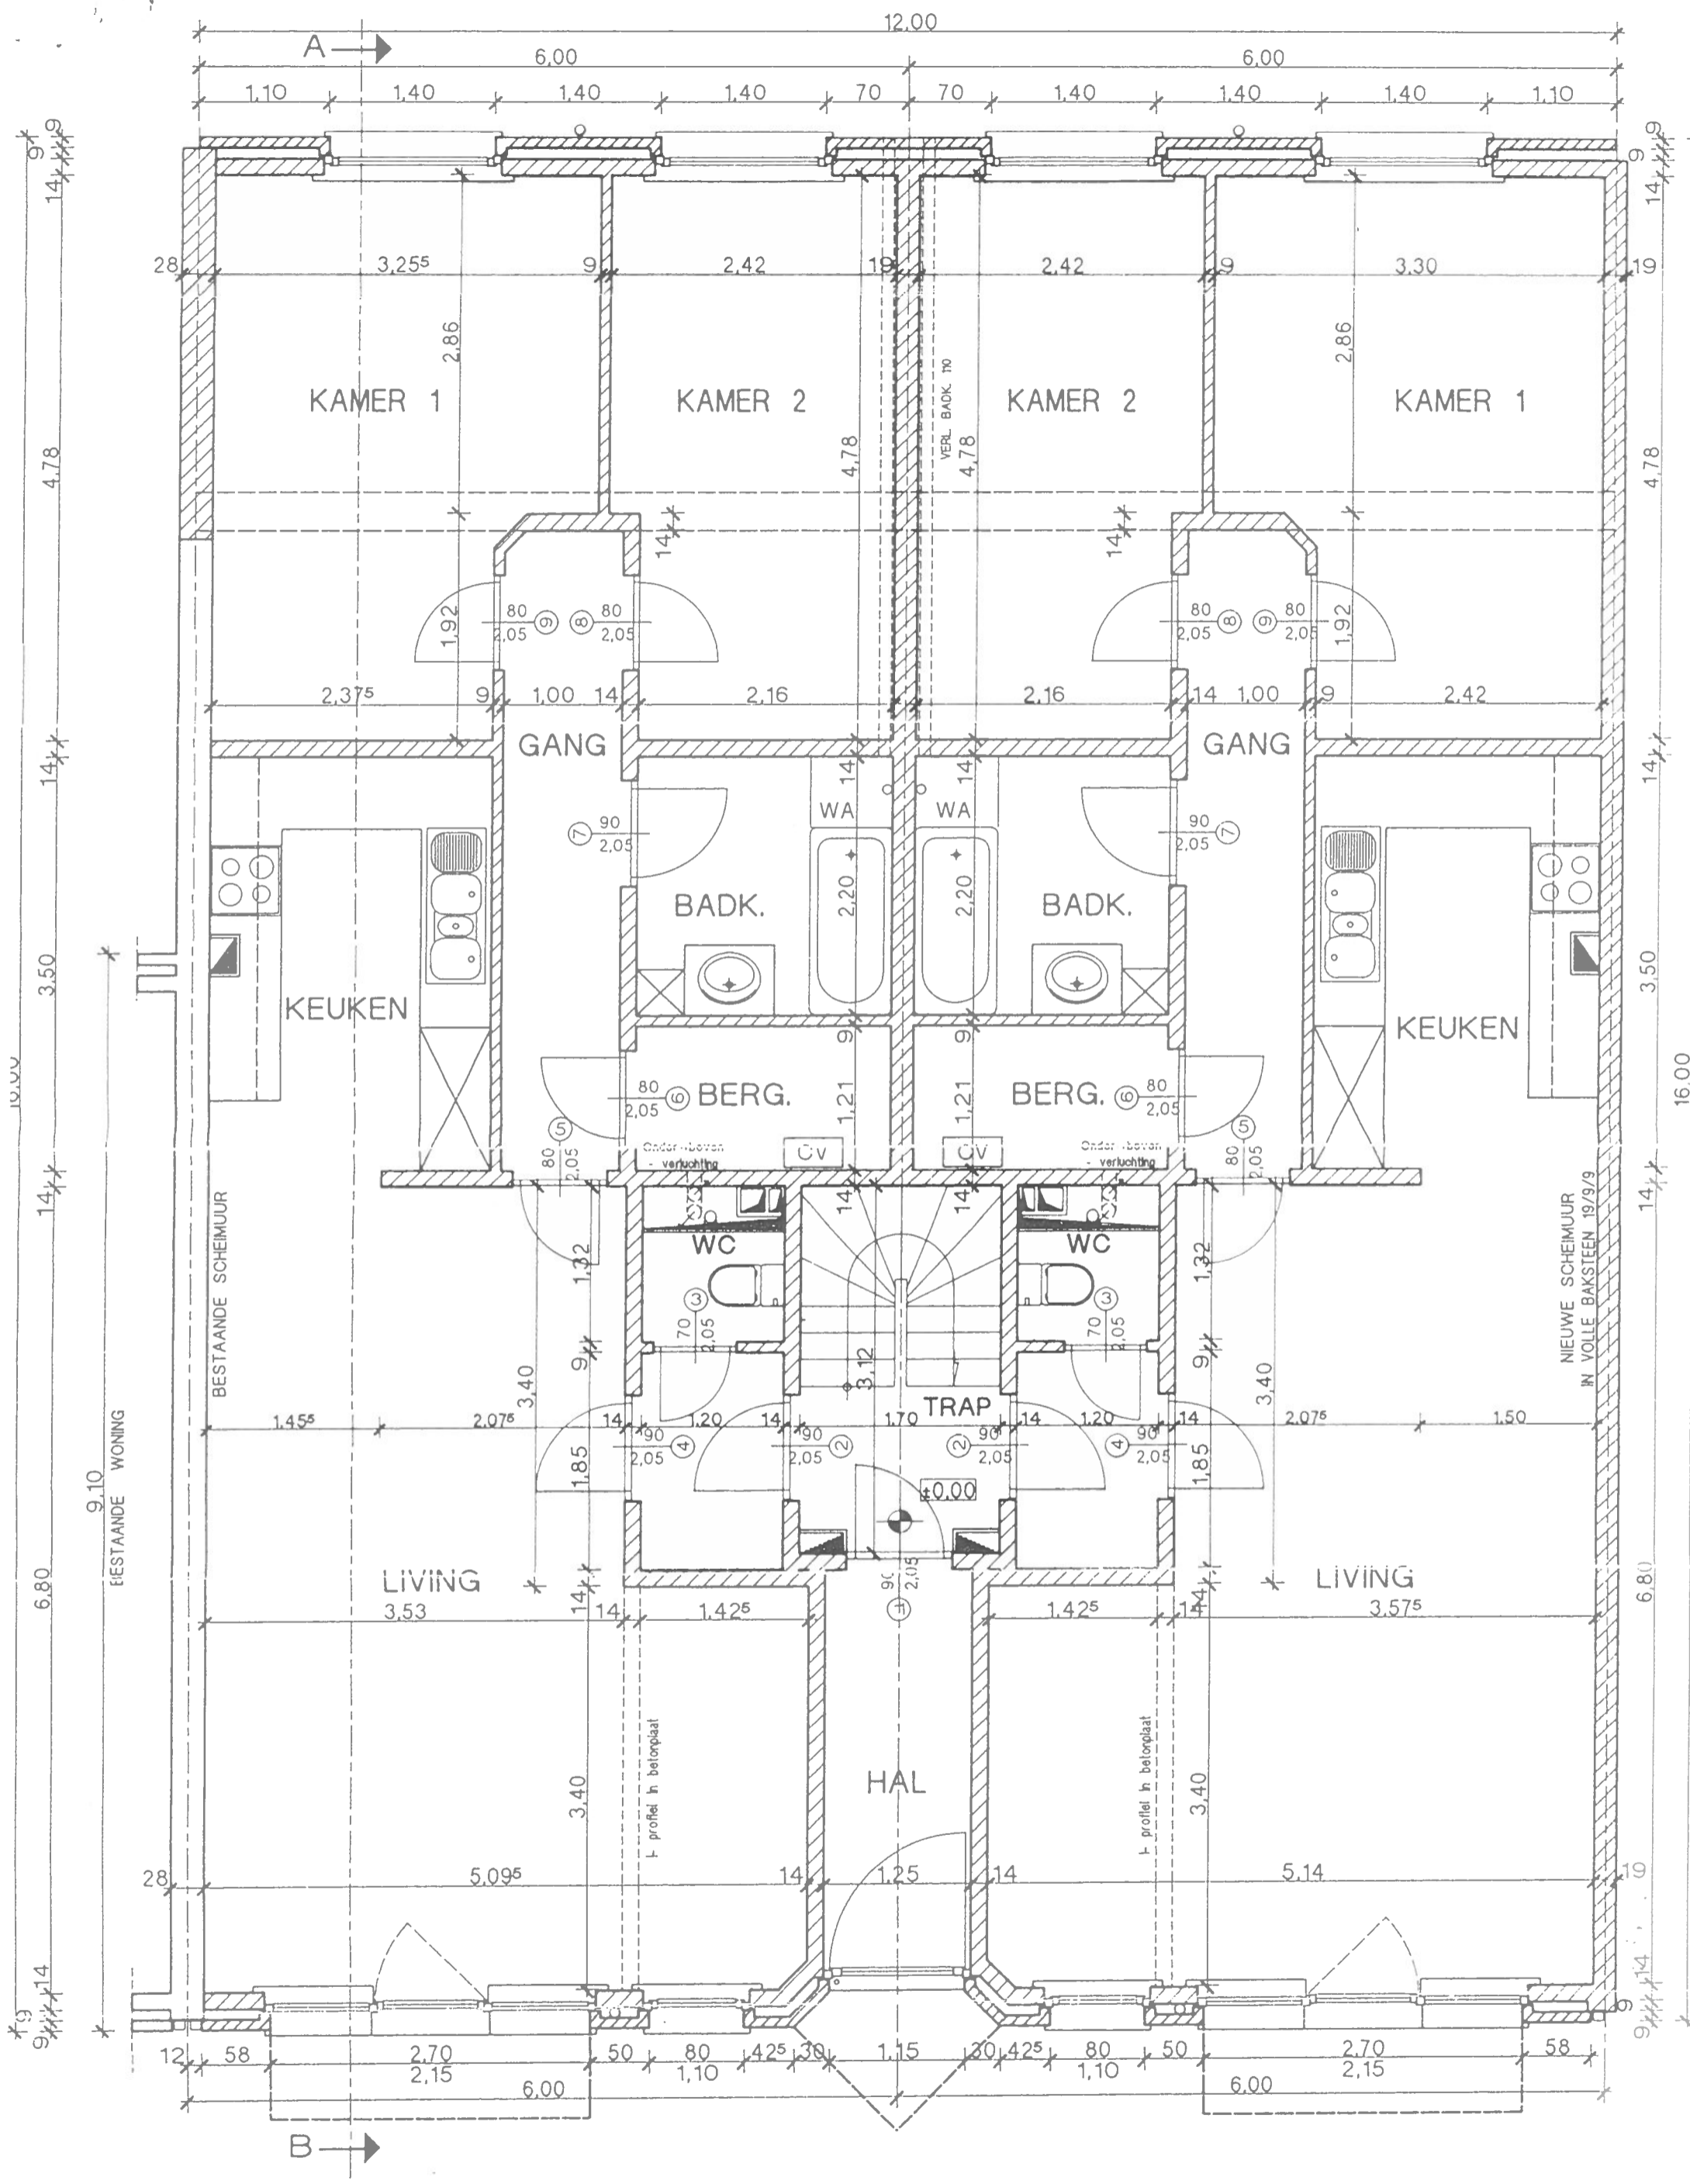 12,00
A
6,00 6,00
1,10 1,40 1,40 1,40 70 70 1,40 1,40 1,40 1,10
9 9 9 9
14 14
28 3,25⁵ 9 2,42 19 2,42 9 3,30 19
2,86 2,86
KAMER 1 KAMER 2 KAMER 2 KAMER 1
VERL. BADK. 110
4,78 4,78 4,78 4,78
14 14
80 9 8 80 80 8 9 80
2,05 2,05 2,05 2,05
1,92 1,92
2,37⁵ 9 1,00 14 2,16 2,16 14 1,00 9 2,42
GANG GANG
14 14 14 14
WA WA
7 90 90 7
2,05 2,05
2,20 2,20
BADK. BADK.
3,50 3,50
KEUKEN KEUKEN
9 9
80 6 BERG. BERG. 6 80
2,05 2,05
1,21 1,21
16.00
5 5
80 80
2,05 2,05
verluchting CV CV verluchting
14 14 14 14
BESTAANDE SCHEIMUUR
NIEUWE SCHEIMUUR
IN VOLLE BAKSTEEN 19/9/9
WC WC
1,32 1,32
3 3
70 70
2,05 2,05
9 9
3,12
3,40 3,40
TRAP
1,45⁵ 2,07⁵ 14 1,20 14 1,70 14 1,20 14 2,07⁵ 1,50
90 4 90 2 2 90 4 90
2,05 2,05 2,05 2,05
1,85 1,85
±0,00
9,10
BESTAANDE WONING
2,05
1
LIVING LIVING
6,80 6,80
14 14
3,53 14 1,42⁵ 1,42⁵ 14 3,57⁵
profiel in betonplaat profiel in betonplaat
HAL
3,40 3,40
28 5,09⁵ 14 1,25 14 5,14 19
14 14
9 9
9 9
12 58 2,70 50 80 425 30 1,15 30 425 80 50 2,70 58
2,15 1,10 1,10 2,15
6,00 6,00
B